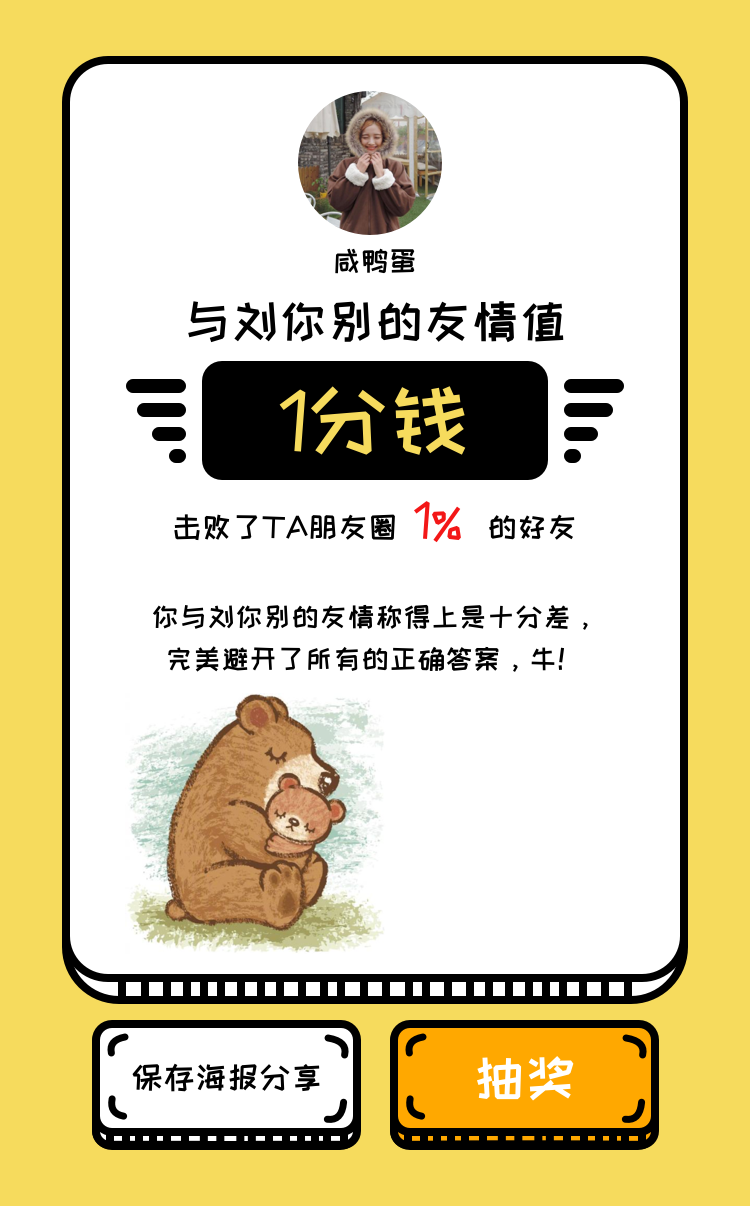 咸鸭蛋
与刘你别的友情值
1分钱
击败了TA朋友圈 1% 的好友
你与刘你别的友情称得上是十分差，
完美避开了所有的正确答案，牛！
保存海报分享
抽奖